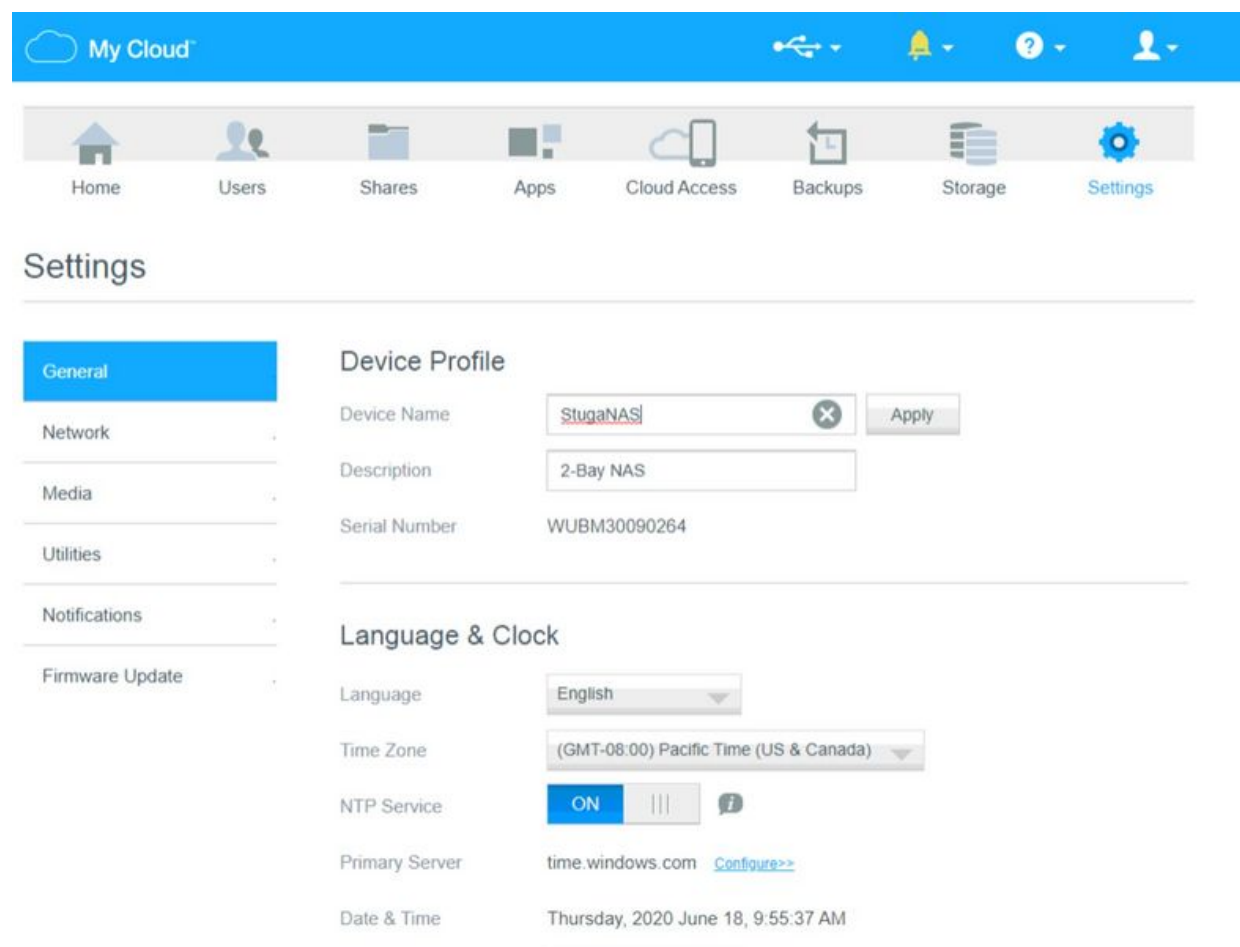 My Cloud™
Home Users Shares Apps Cloud Access Backups Storage Settings
Settings
General
Network
Media
Utilities
Notifications
Firmware Update
Device Profile
Device Name StugaNAS Apply
Description 2-Bay NAS
Serial Number WUBM30090264
Language & Clock
Language English
Time Zone (GMT-08:00) Pacific Time (US & Canada)
NTP Service ON
Primary Server time.windows.com Configure>>
Date & Time Thursday, 2020 June 18, 9:55:37 AM